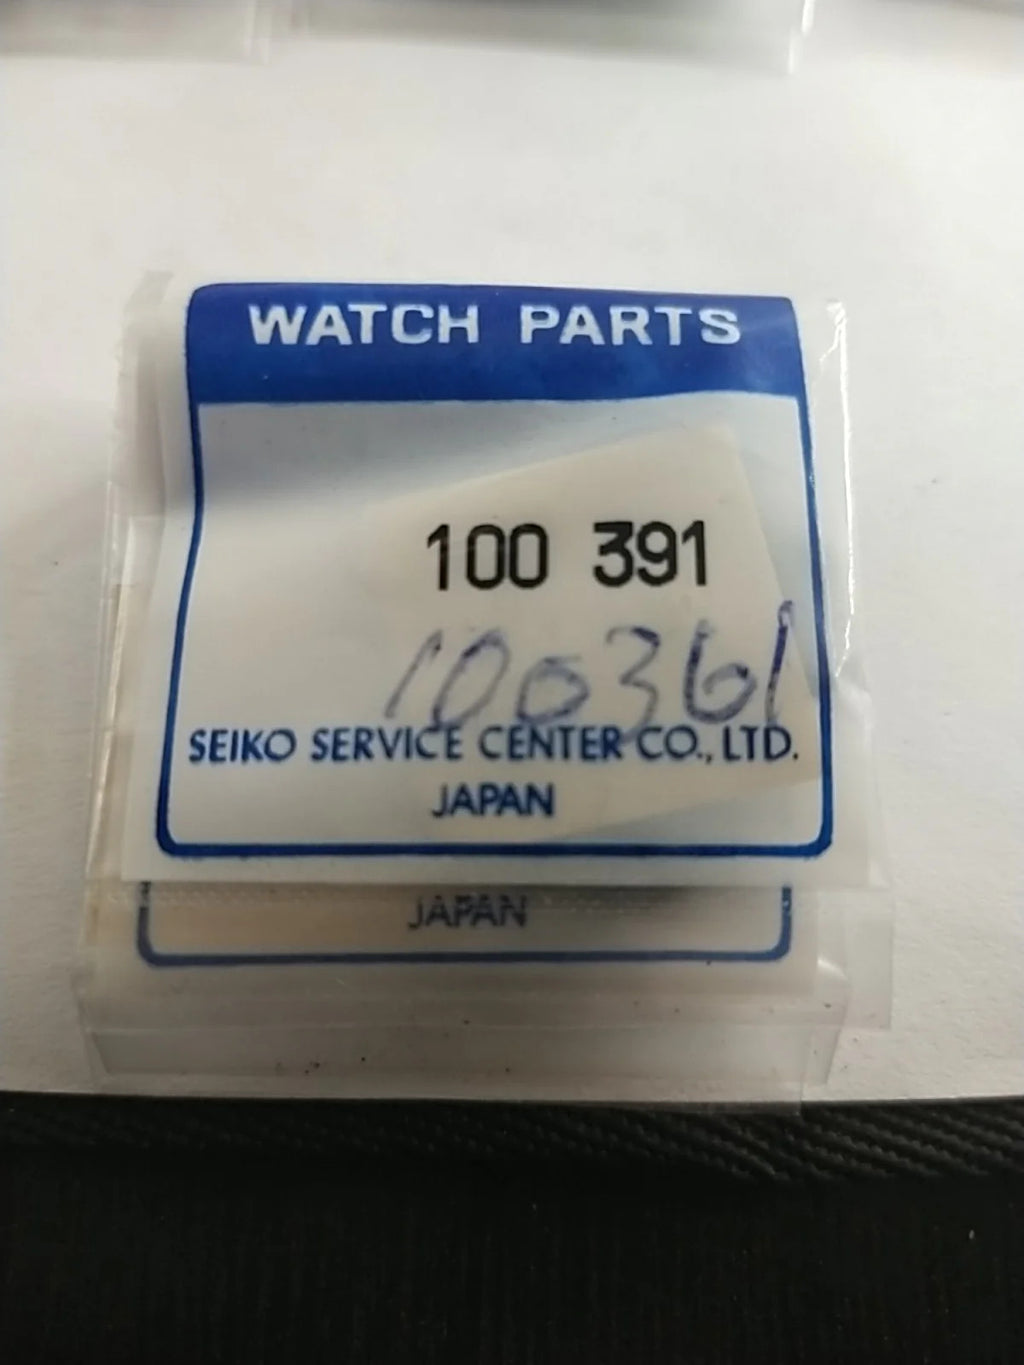 WATCH PARTS
100 391
100361
SEIKO SERVICE CENTER CO., LTD.
JAPAN
JAPAN